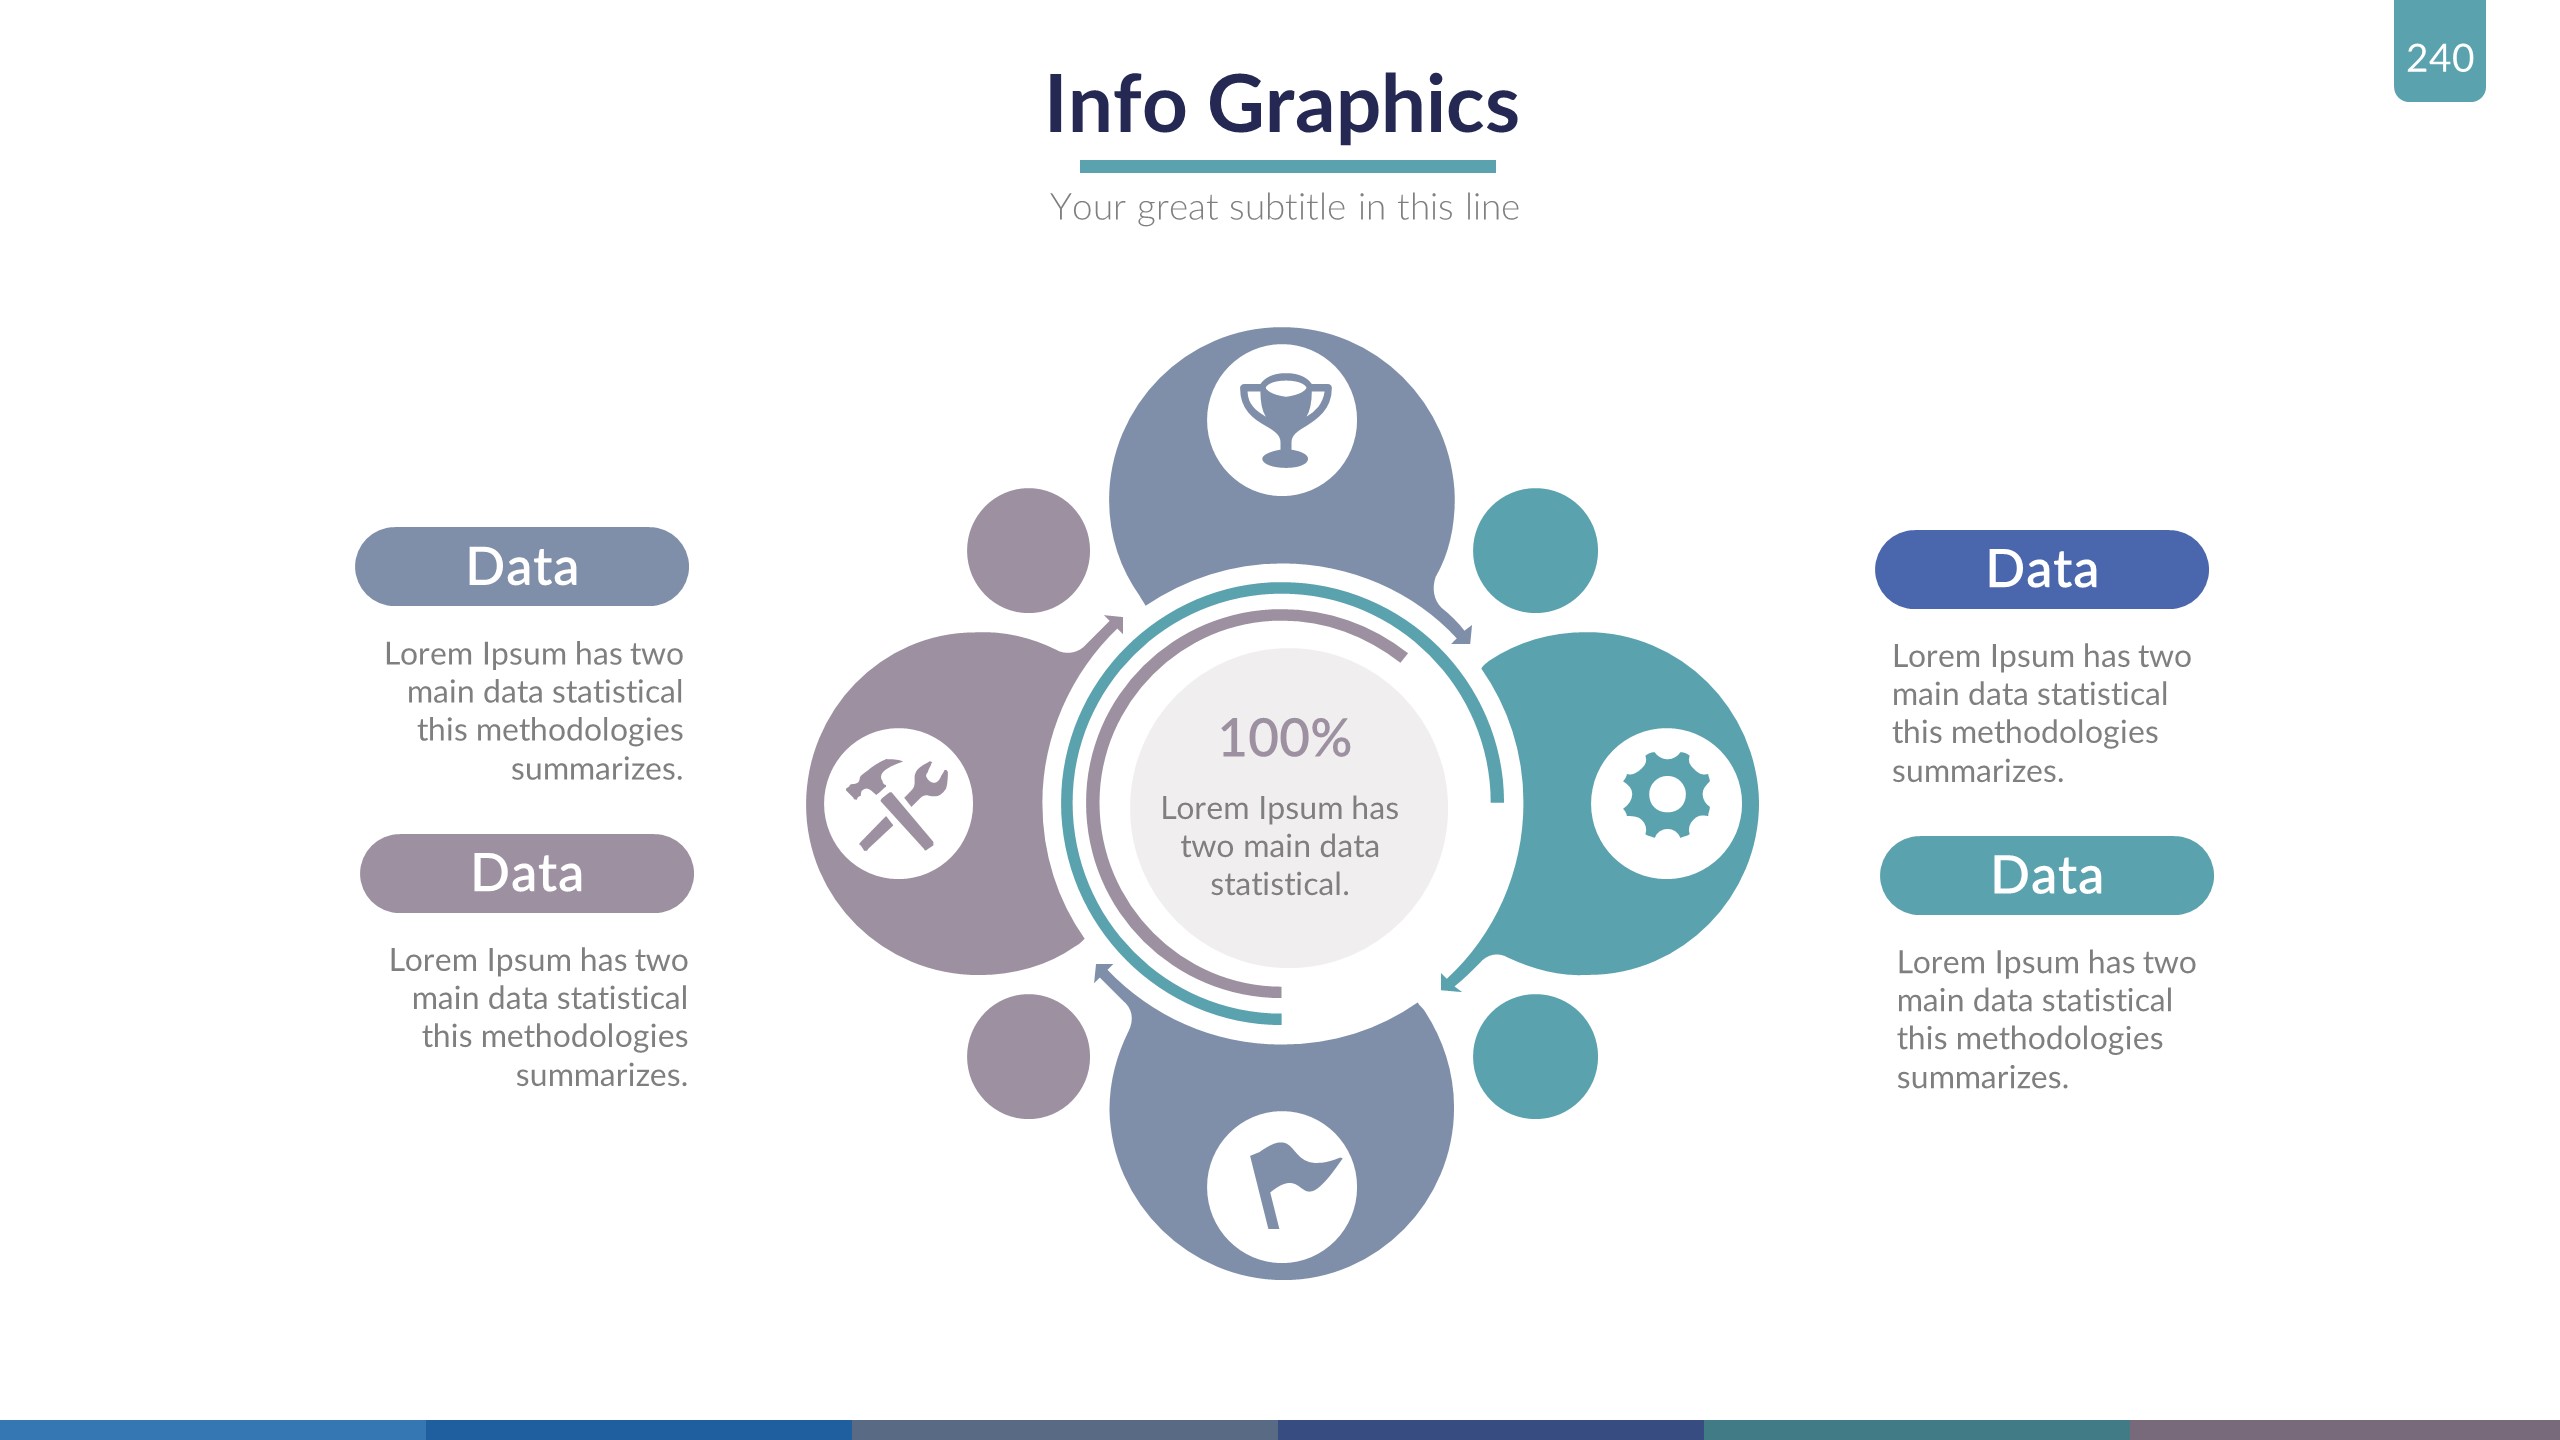 240
Info Graphics
Your great subtitle in this line
Data
Lorem Ipsum has two
main data statistical
this methodologies
summarizes.
Data
Lorem Ipsum has two
main data statistical
this methodologies
summarizes.
100%
Lorem Ipsum has
two main data
statistical.
Data
Lorem Ipsum has two
main data statistical
this methodologies
summarizes.
Data
Lorem Ipsum has two
main data statistical
this methodologies
summarizes.